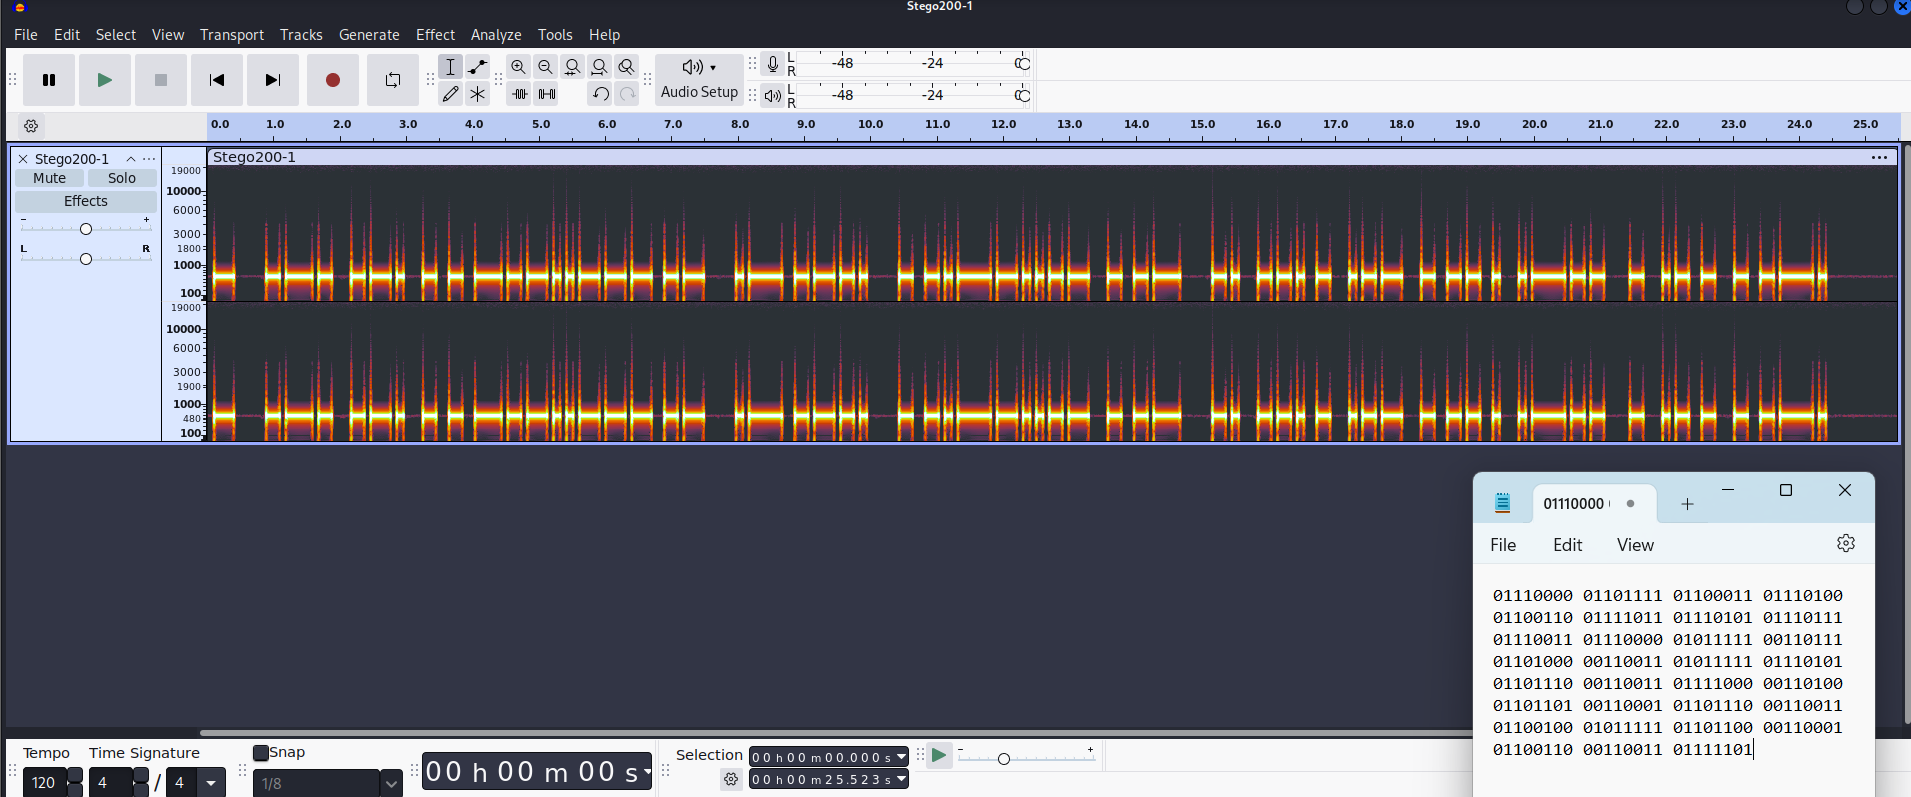 Stego200-1
File Edit Select View Transport Tracks Generate Effect Analyze Tools Help
Audio Setup
L
R
-48 -24 0
L
R
-48 -24 0
0.0 1.0 2.0 3.0 4.0 5.0 6.0 7.0 8.0 9.0 10.0 11.0 12.0 13.0 14.0 15.0 16.0 17.0 18.0 19.0 20.0 21.0 22.0 23.0 24.0 25.0
Stego200-1
Mute Solo
Effects
- +
L R
Stego200-1
19000
10000
6000
3000
1800
1000
100
19000
10000
6000
3000
1900
1000
480
100
01110000
File Edit View
01110000 01101111 01100011 01110100
01100110 01111011 01110101 01110111
01110011 01110000 01011111 00110111
01101000 00110011 01011111 01110101
01101110 00110011 01111000 00110100
01101101 00110001 01101110 00110011
01100100 01011111 01101100 00110001
01100110 00110011 01111101
Tempo
120
Time Signature
4 / 4
Snap
1/8
00 h 00 m 00 s
Selection
00 h 00 m 00.000 s
00 h 00 m 25.523 s
- +